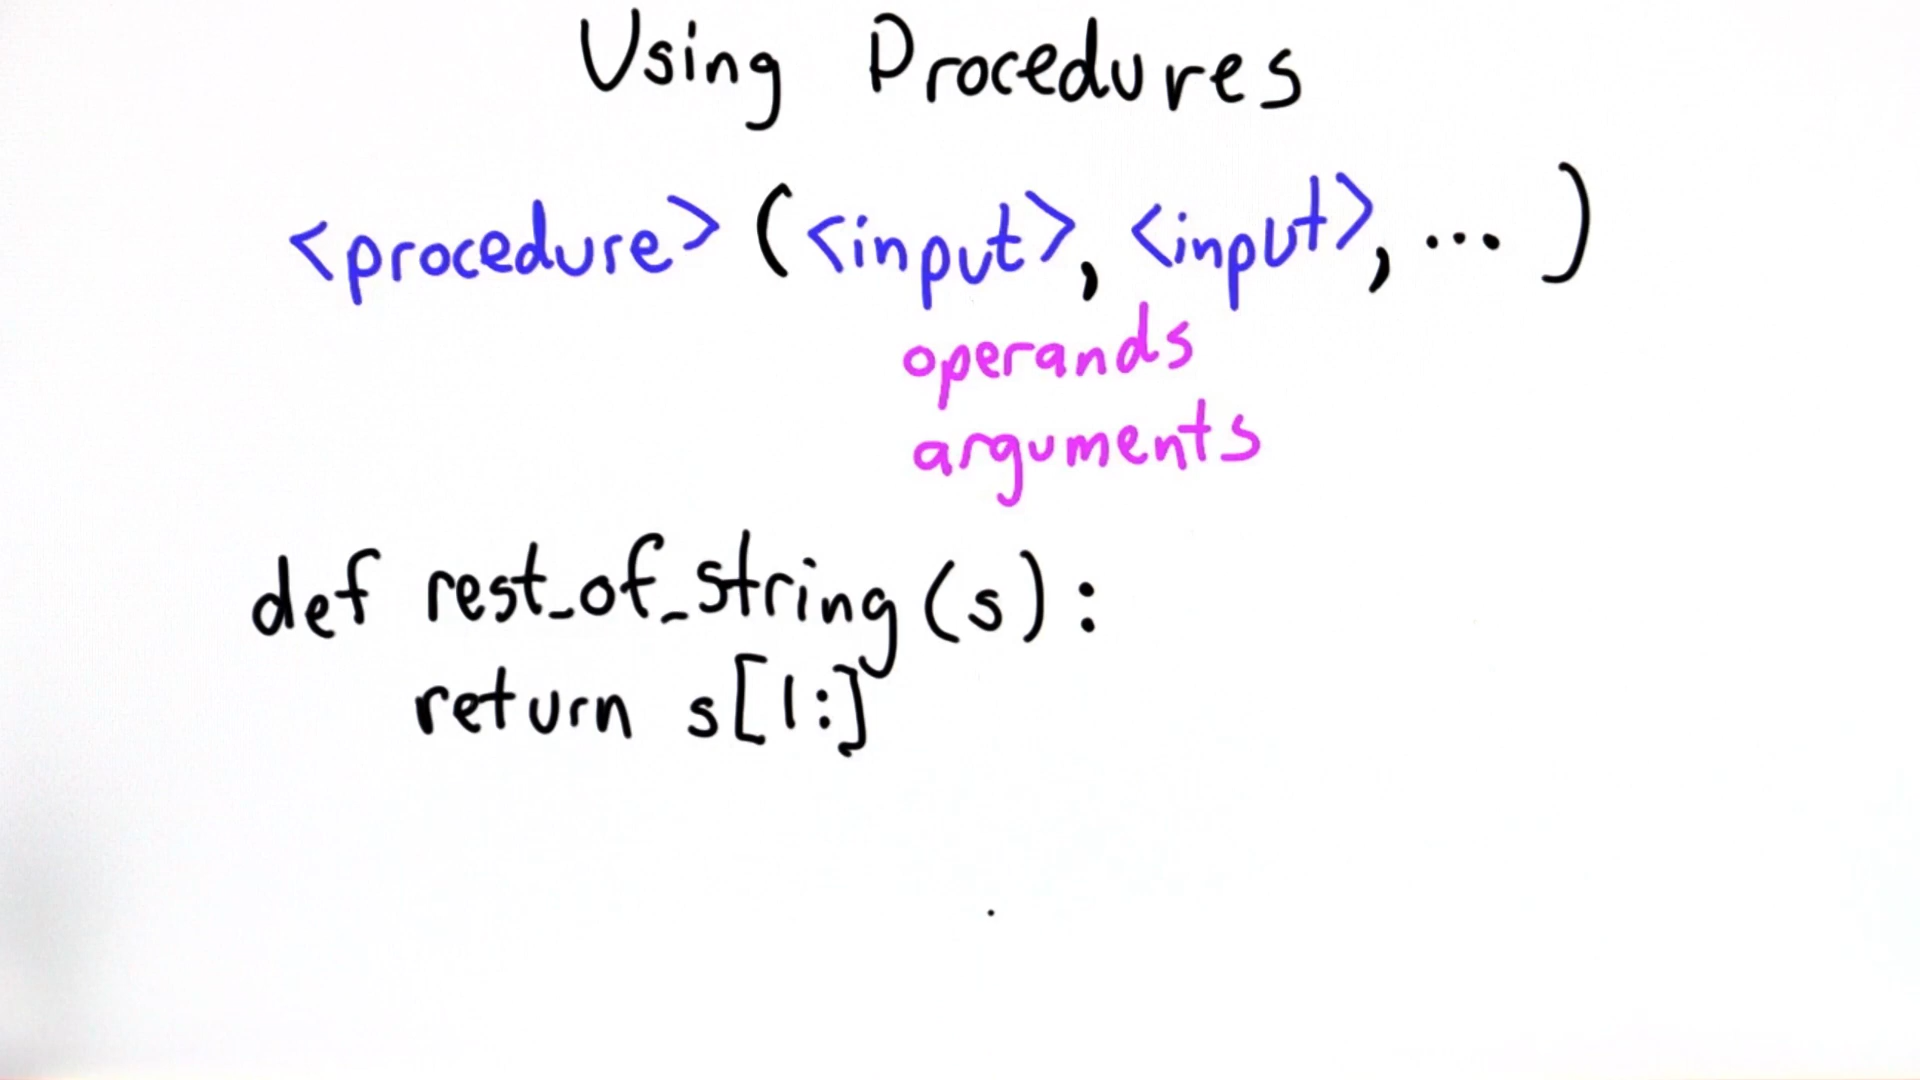 Using Procedures
<procedure> (<input>, <input>, ... )
operands
arguments
def rest_of_string(s):
return s[1:]